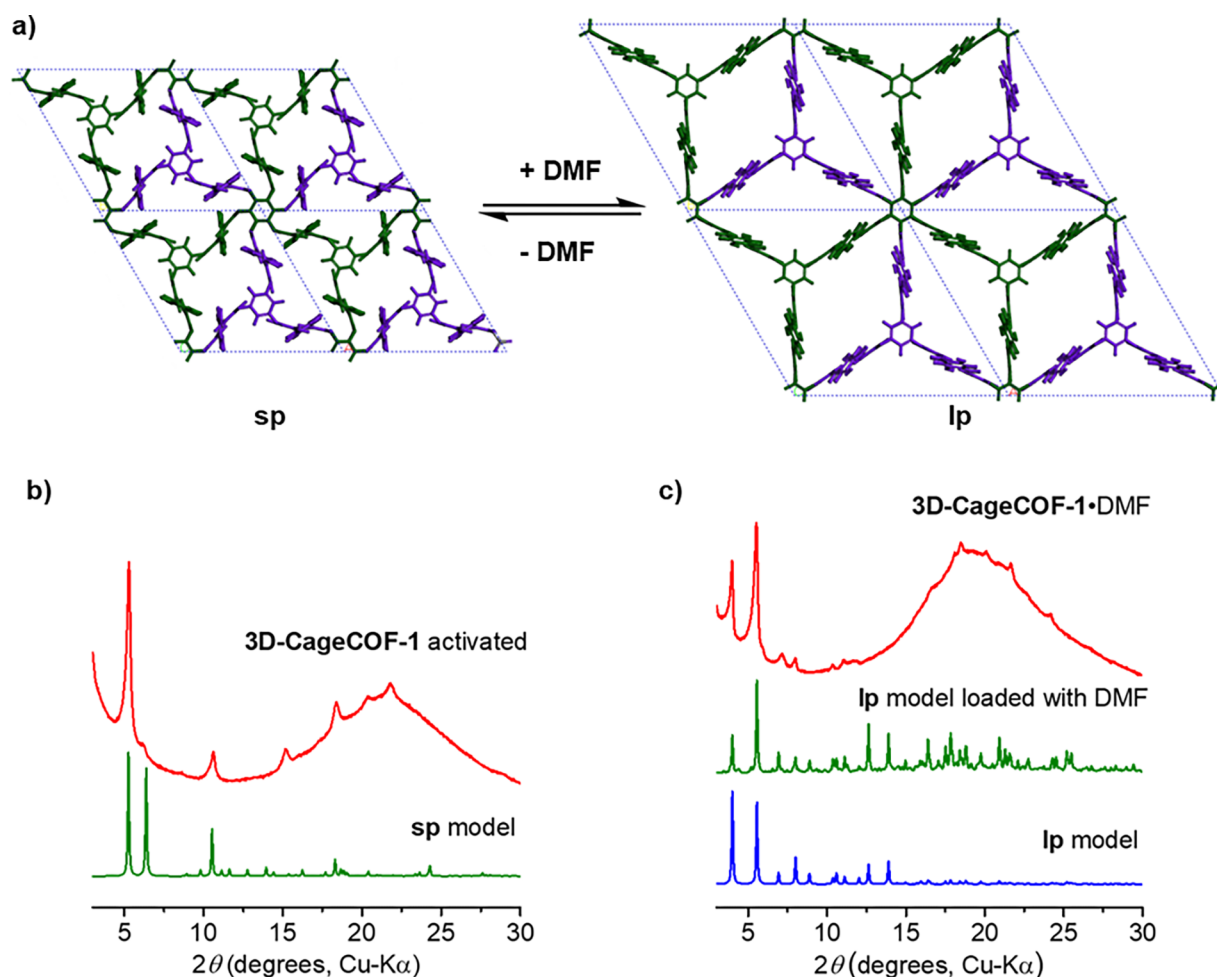 a)
+ DMF
- DMF
sp
lp
b)
3D-CageCOF-1 activated
sp model
5 10 15 20 25 30
2θ (degrees, Cu-Kα)
c)
3D-CageCOF-1•DMF
lp model loaded with DMF
lp model
5 10 15 20 25 30
2θ (degrees, Cu-Kα)